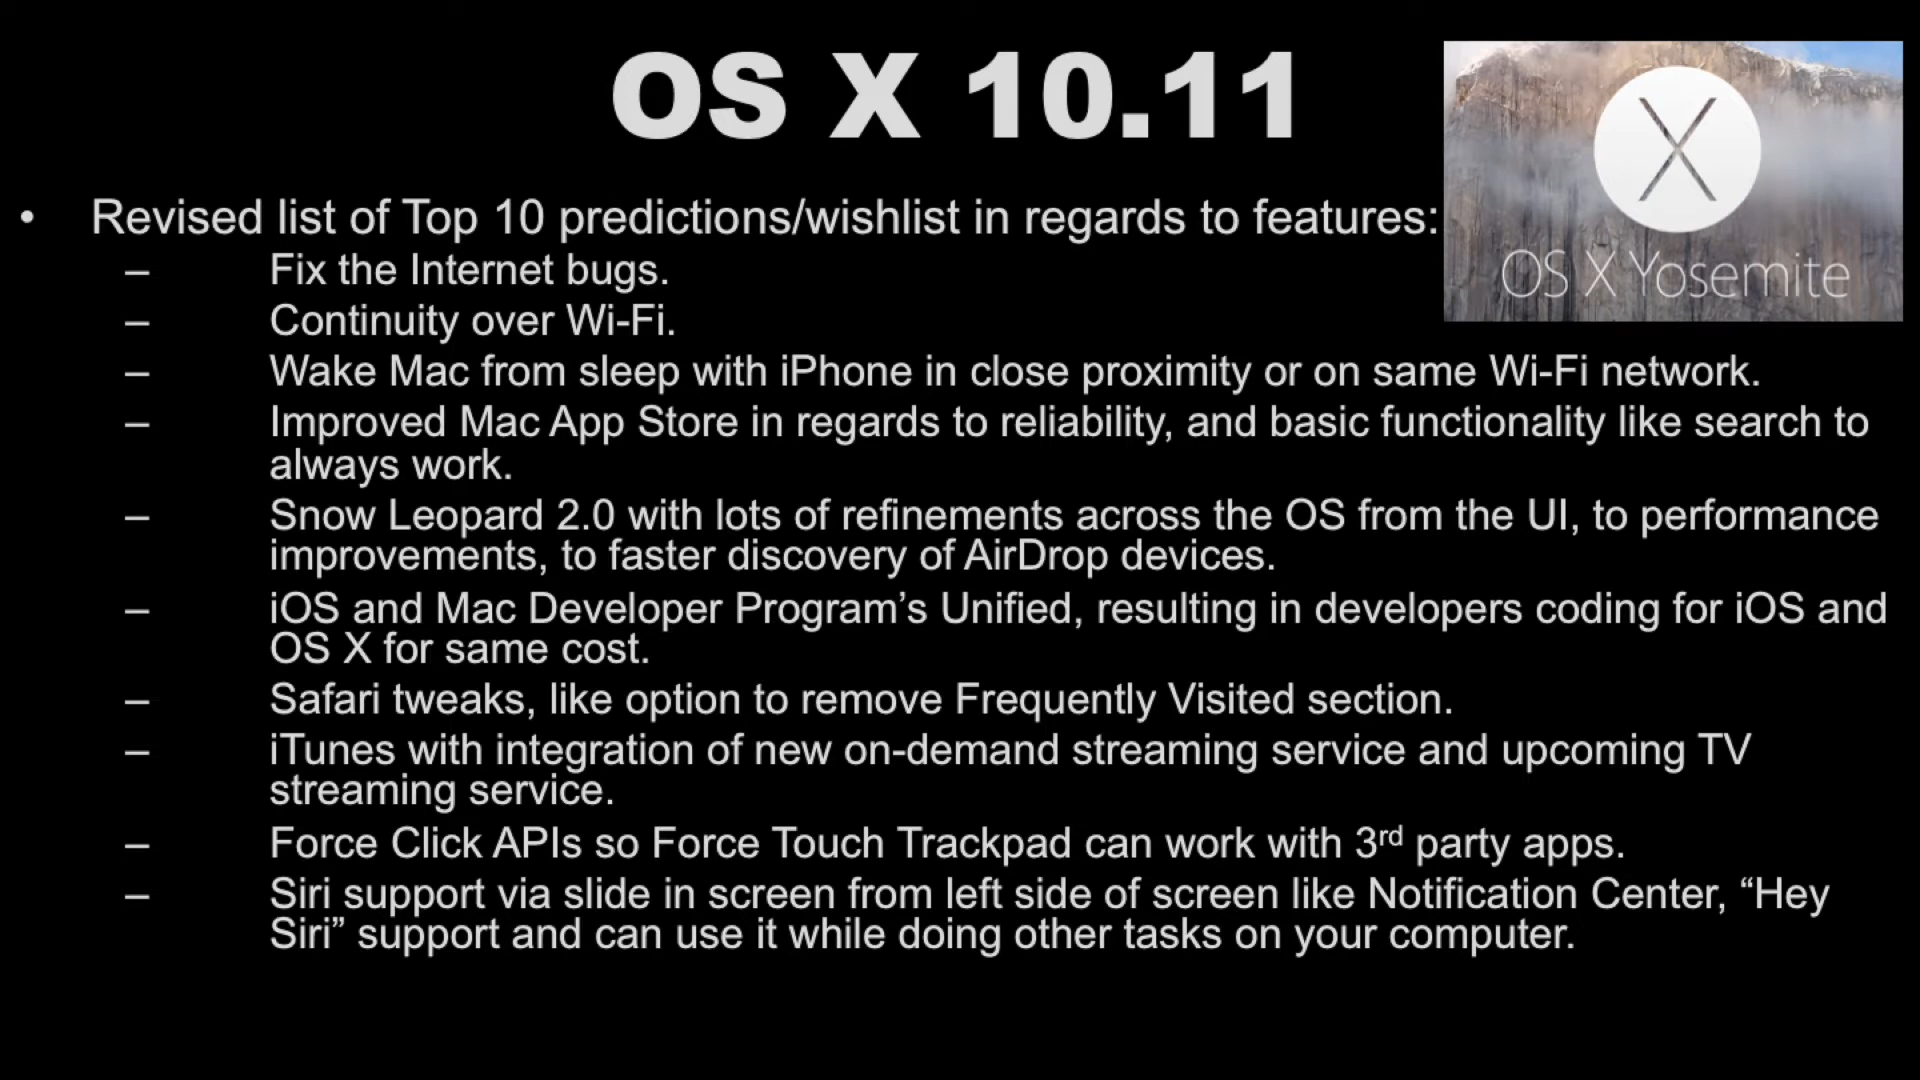 OS X 10.11
X
OS X Yosemite
• Revised list of Top 10 predictions/wishlist in regards to features:
– Fix the Internet bugs.
– Continuity over Wi-Fi.
– Wake Mac from sleep with iPhone in close proximity or on same Wi-Fi network.
– Improved Mac App Store in regards to reliability, and basic functionality like search to
always work.
– Snow Leopard 2.0 with lots of refinements across the OS from the UI, to performance
improvements, to faster discovery of AirDrop devices.
– iOS and Mac Developer Program’s Unified, resulting in developers coding for iOS and
OS X for same cost.
– Safari tweaks, like option to remove Frequently Visited section.
– iTunes with integration of new on-demand streaming service and upcoming TV
streaming service.
– Force Click APIs so Force Touch Trackpad can work with 3rd party apps.
– Siri support via slide in screen from left side of screen like Notification Center, “Hey
Siri” support and can use it while doing other tasks on your computer.